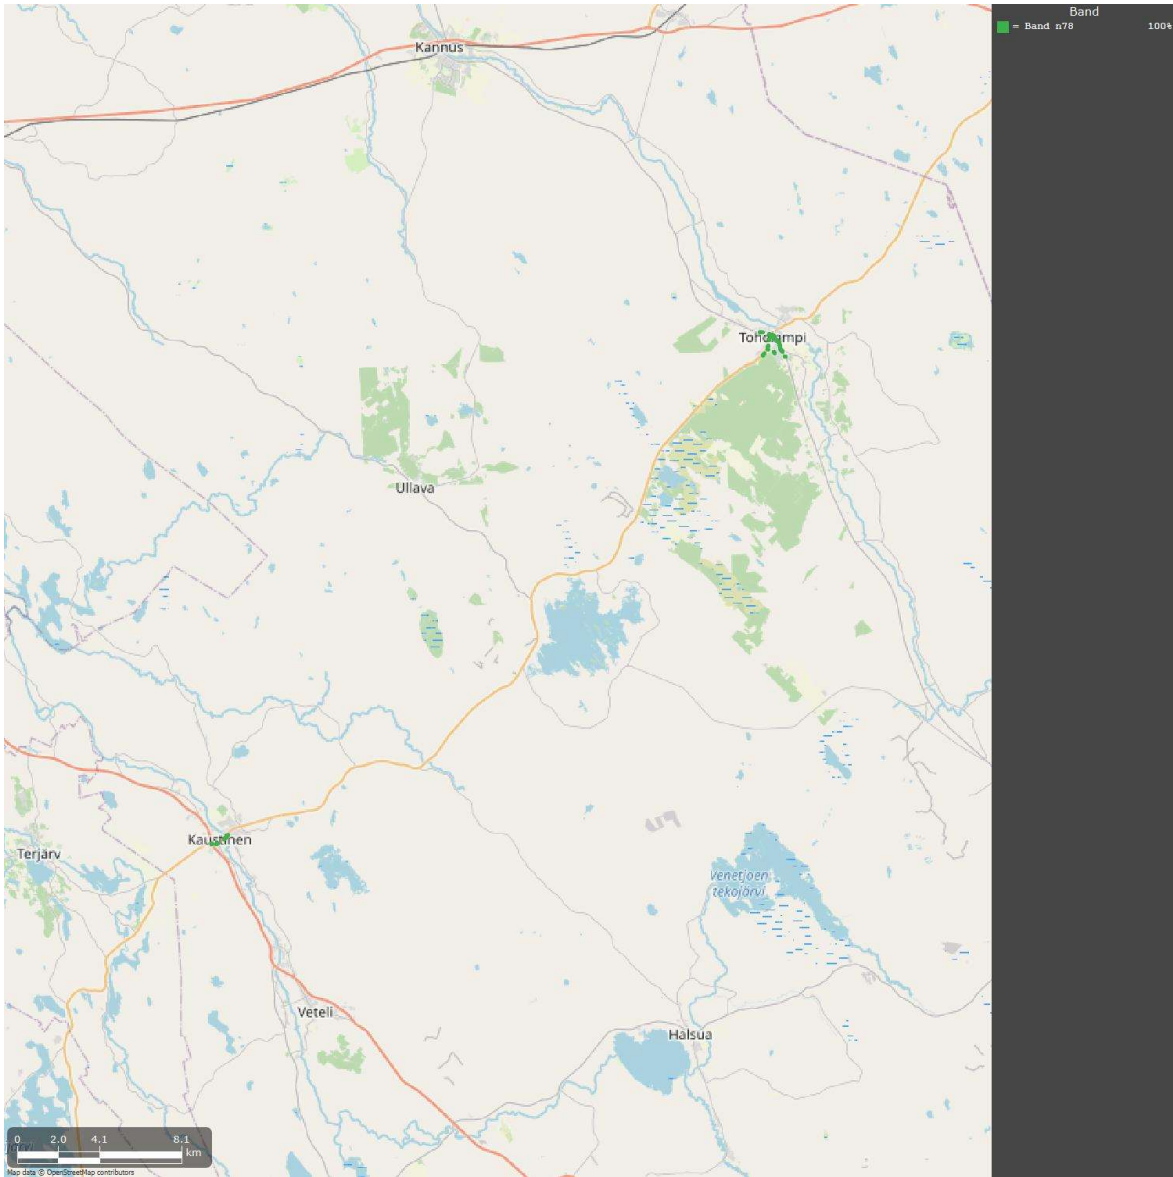 Band
= Band n78 100%
Kannus
Toholampi
Ullava
Kaustinen
Terjärv
Venetjoen
tekojärvi
Veteli
Halsua
0 2.0 4.1 8.1
km
Map data © OpenStreetMap contributors